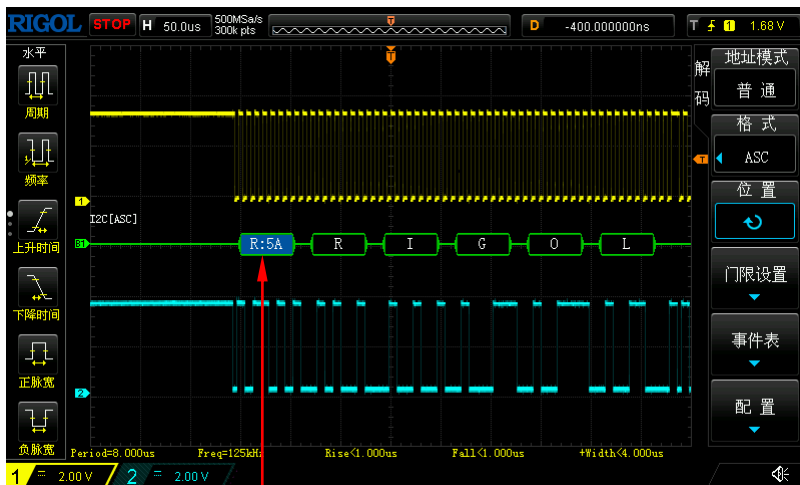 RIGOL STOP H 50.0us 500MSa/s 300k pts D -400.000000ns T 1 1.68 V
水平
周期
频率
上升时间
下降时间
正脉宽
负脉宽
T
1
I2C[ASC]
B1 R:5A R I G O L
2
T
解码
地址模式
普通
格式
ASC
位置
门限设置
事件表
配置
Period=8.000us Freq=125kHz Rise<1.000us Fall<1.000us +Width<4.000us
1 = 2.00 V 2 = 2.00 V